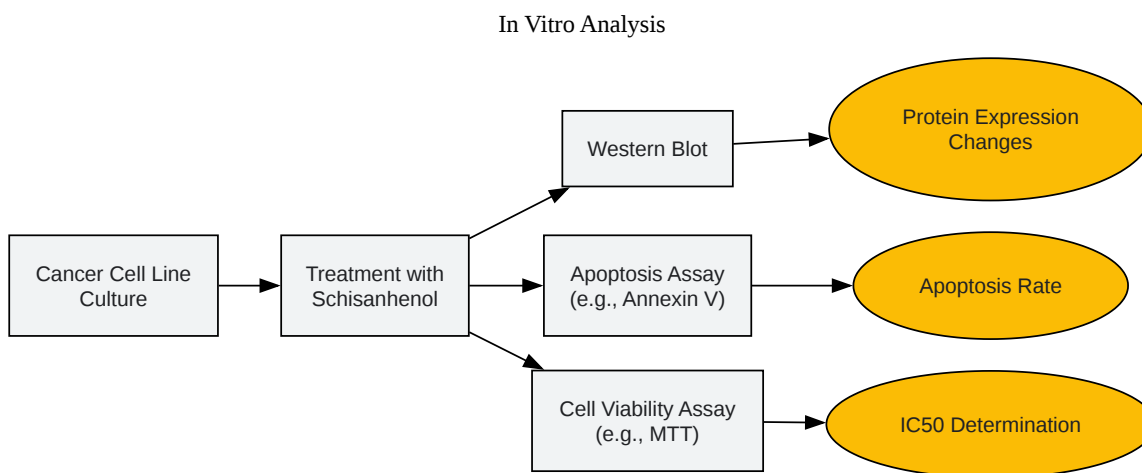 In Vitro Analysis
Protein Expression
Changes
Western Blot
Cancer Cell Line
Culture
Treatment with
Schisanhenol
Apoptosis Assay
(e.g., Annexin V)
Apoptosis Rate
Cell Viability Assay
(e.g., MTT)
IC50 Determination